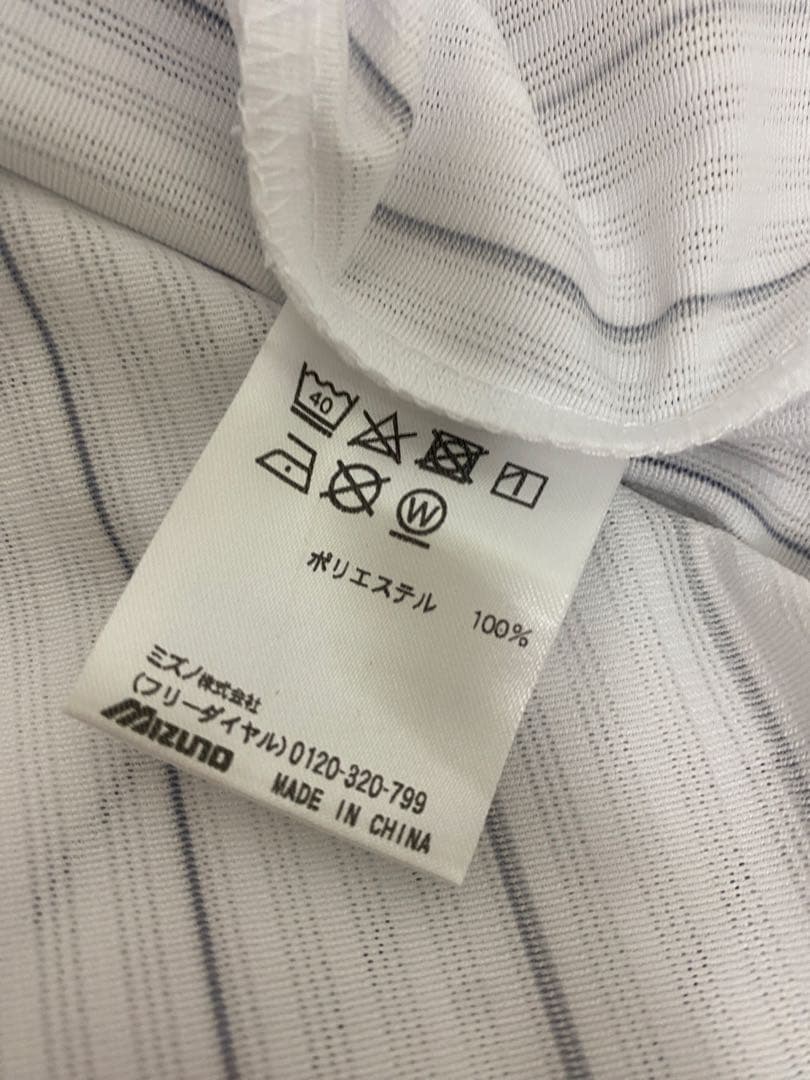 40
W
ポリエステル 100%
ミズノ株式会社
(フリーダイヤル)0120-320-799
MIZUNO
MADE IN CHINA